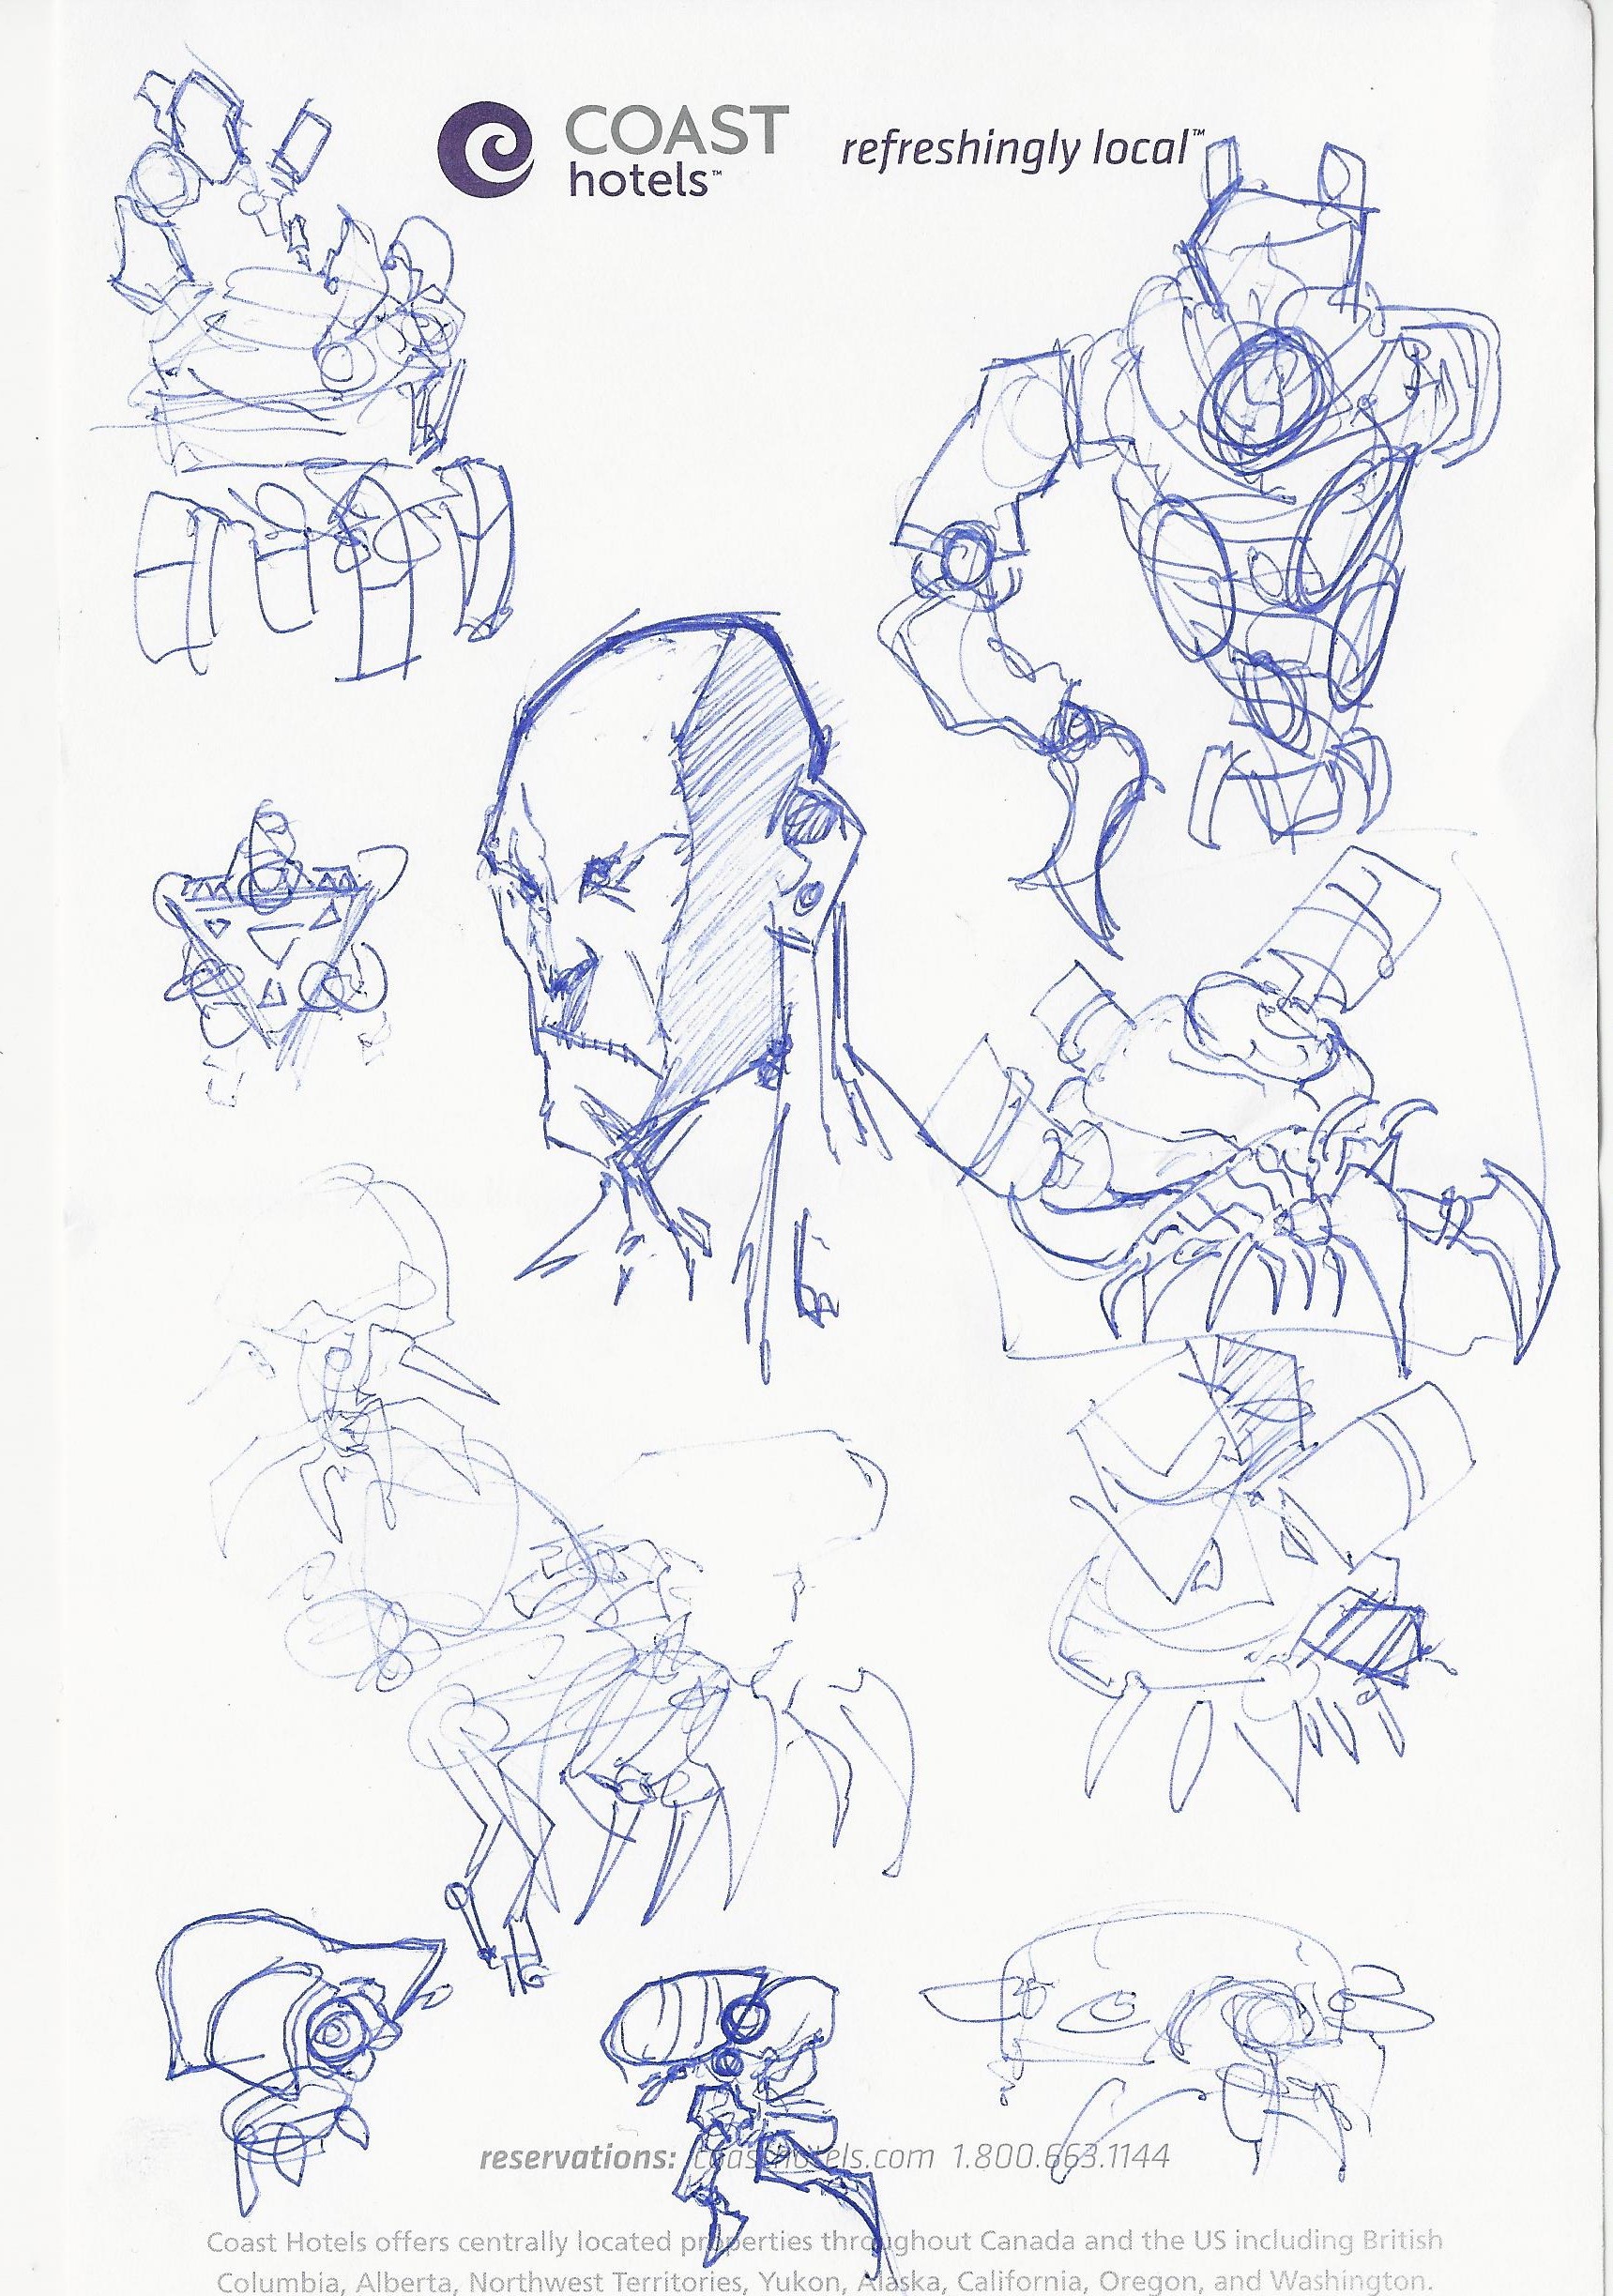 COAST
hotels™
refreshingly local™
reservations: coasthotels.com 1.800.663.1144
Coast Hotels offers centrally located properties throughout Canada and the US including British
Columbia, Alberta, Northwest Territories, Yukon, Alaska, California, Oregon, and Washington.